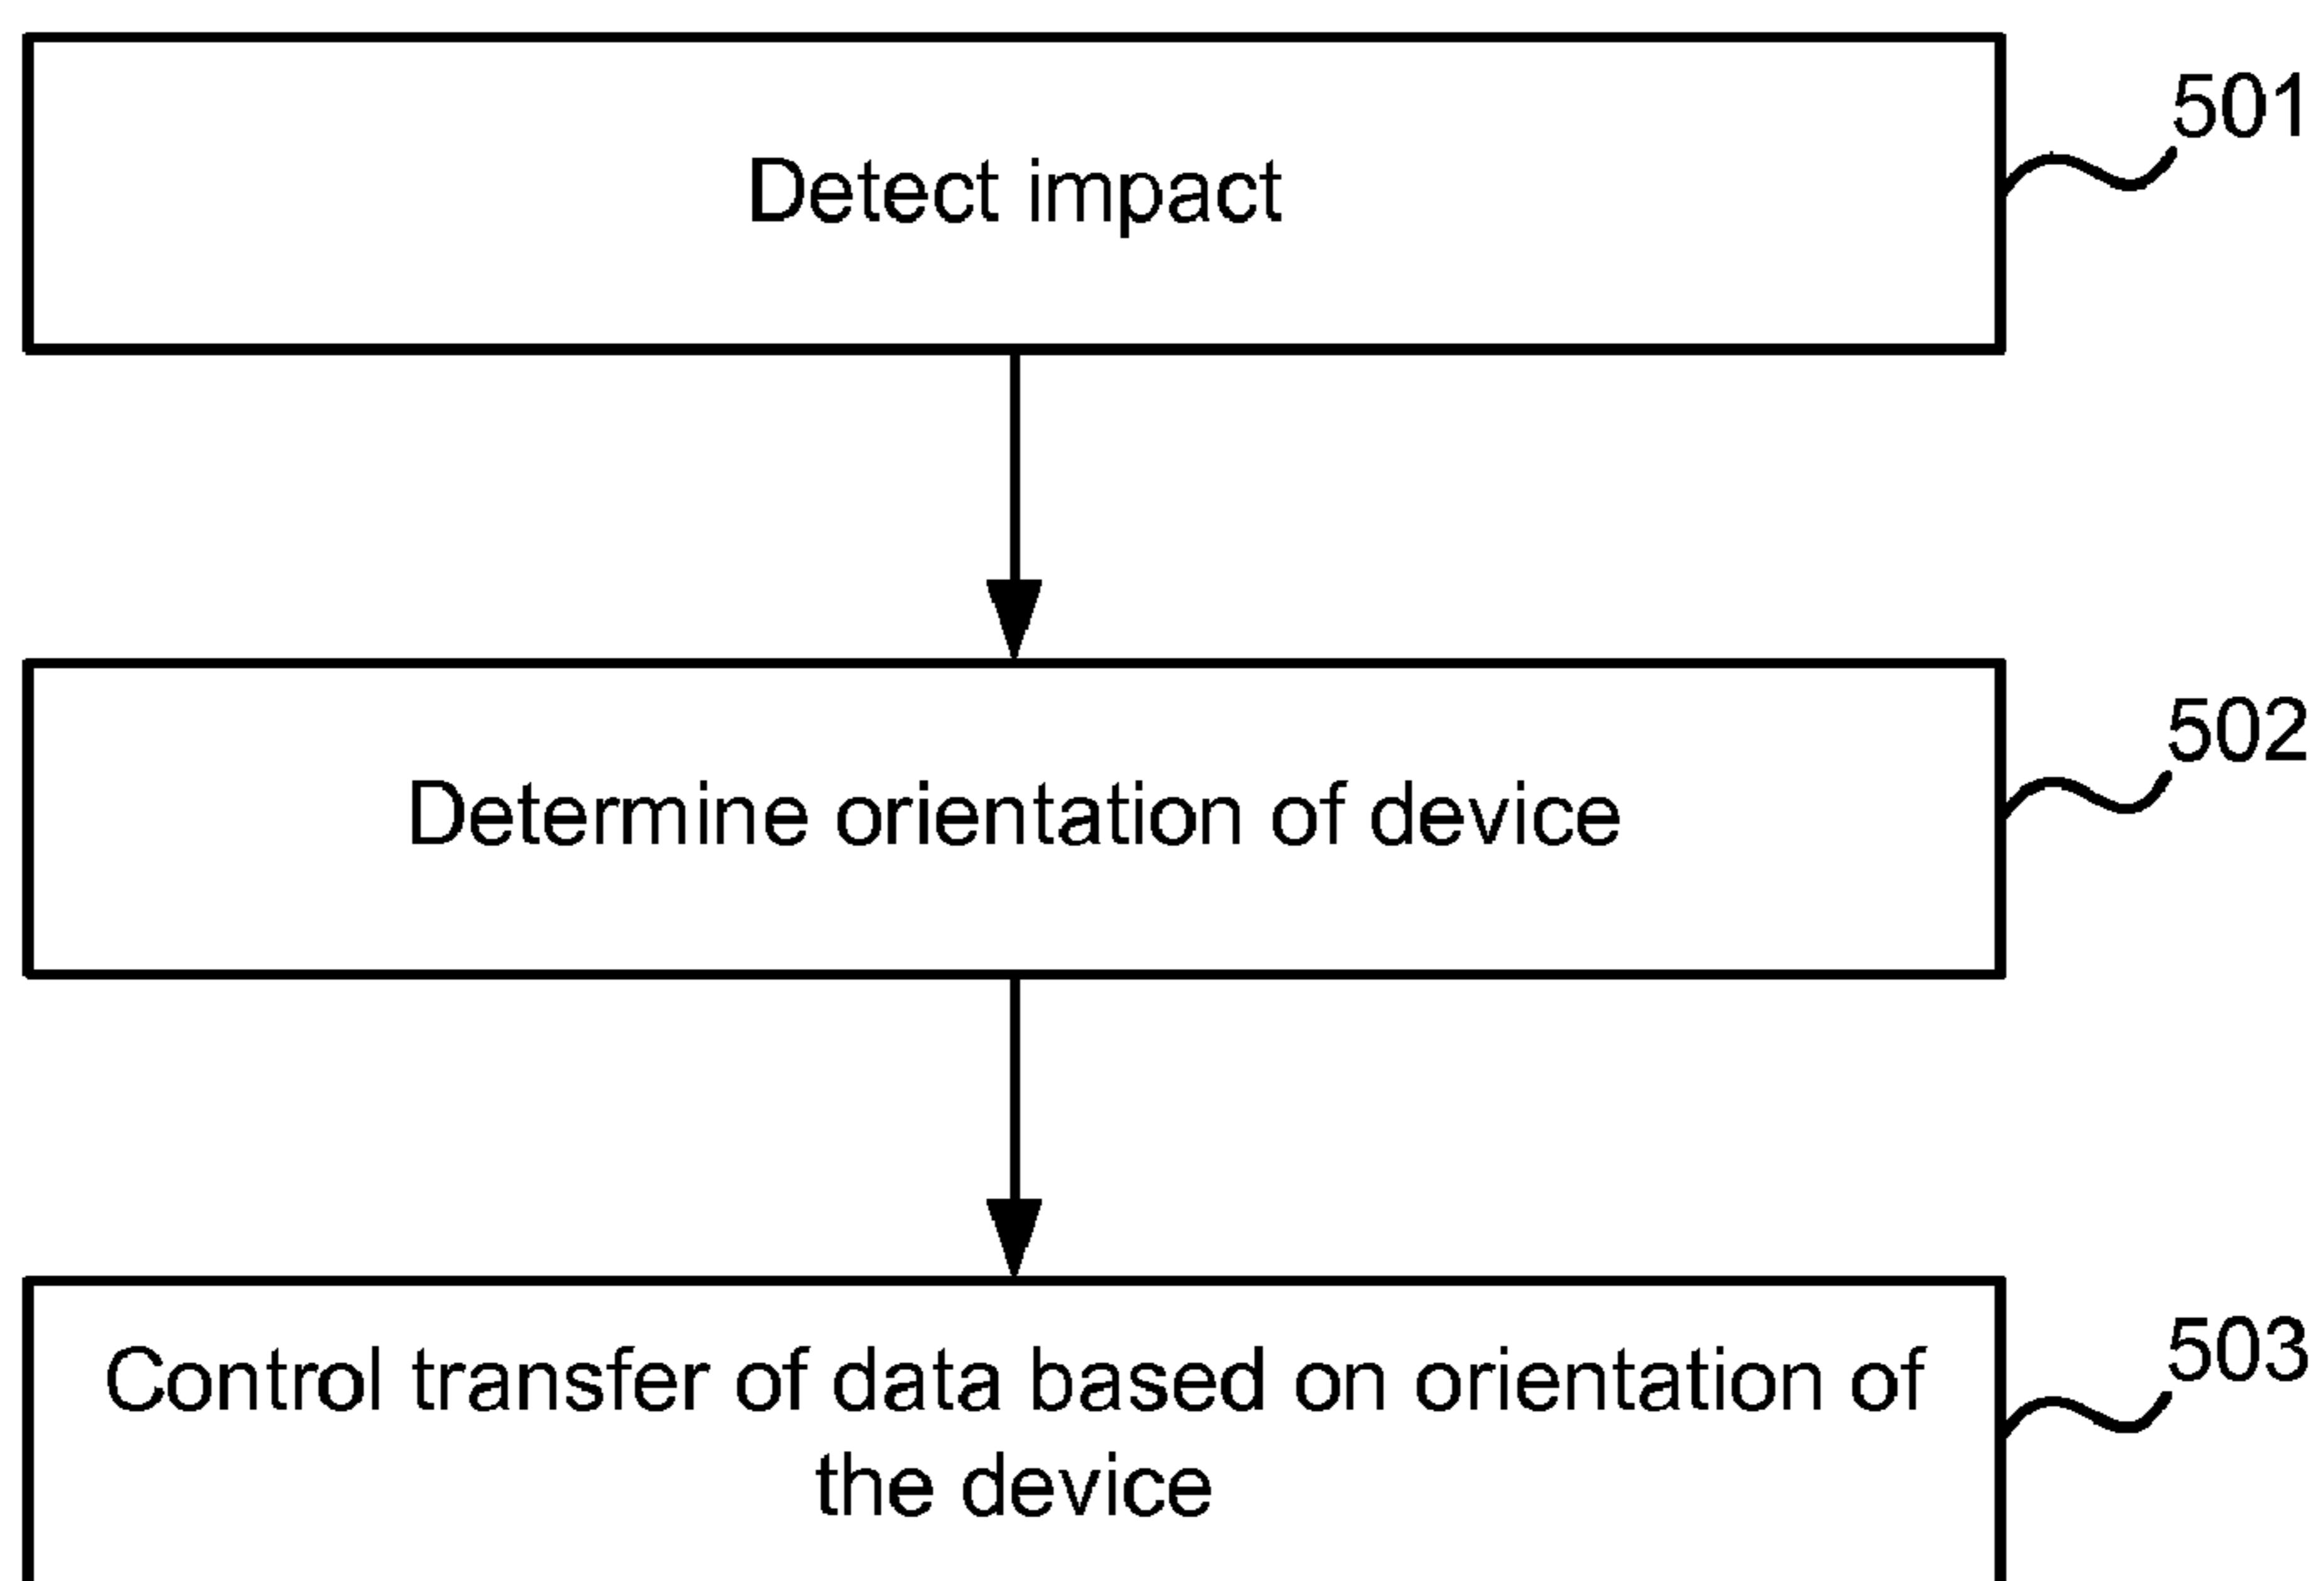 Detect impact
501
Determine orientation of device
502
Control transfer of data based on orientation of
the device
503